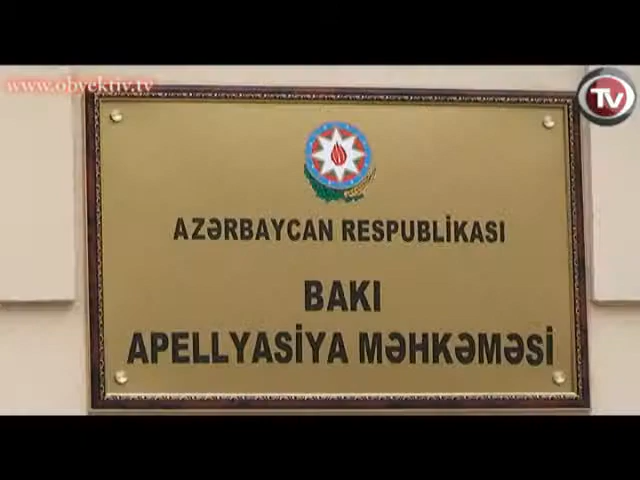 www.obyektiv.tv
TV
AZƏRBAYCAN RESPUBLİKASI
BAKI
APELLYASİYA MƏHKƏMƏSİ